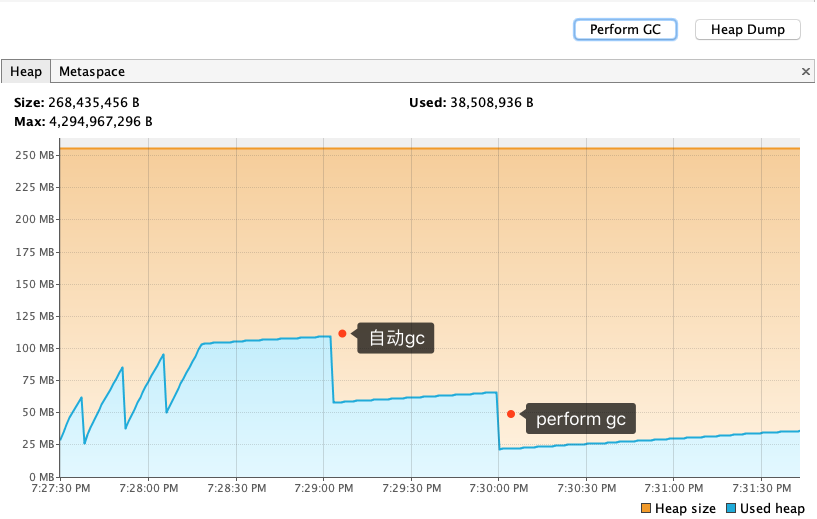 Perform GC
Heap Dump
Heap
Metaspace
×
Size: 268,435,456 B
Used: 38,508,936 B
Max: 4,294,967,296 B
250 MB
225 MB
200 MB
175 MB
150 MB
125 MB
100 MB
75 MB
50 MB
25 MB
0 MB
自动gc
perform gc
7:27:30 PM
7:28:00 PM
7:28:30 PM
7:29:00 PM
7:29:30 PM
7:30:00 PM
7:30:30 PM
7:31:00 PM
7:31:30 PM
Heap size
Used heap